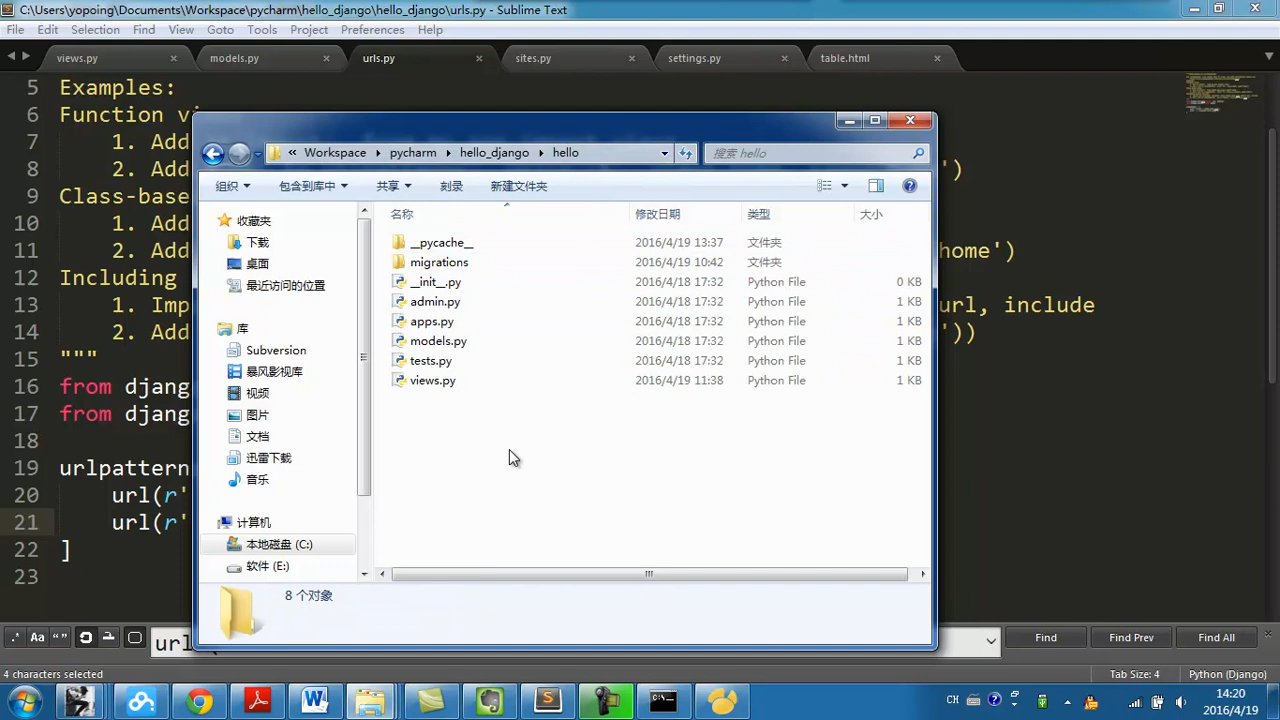 C:\Users\yopoing\Documents\Workspace\pycharm\hello_django\hello_django\urls.py - Sublime Text
File Edit Selection Find View Goto Tools Project Preferences Help
views.py × models.py × urls.py × sites.py × settings.py × table.html ×
5 Examples:
6 Function vi
7 1. Add
8 2. Add ')
9 Class-base
10 1. Add
11 2. Add home')
12 Including
13 1. Imp url, include
14 2. Add '))
15 """
16 from djang
17 from djang
18
19 urlpattern
20 url(r'
21 url(r'
22 ]
23
« Workspace pycharm hello_django hello
搜索 hello
组织 包含到库中 共享 刻录 新建文件夹
名称 修改日期 类型 大小
__pycache__ 2016/4/19 13:37 文件夹
migrations 2016/4/19 10:42 文件夹
__init__.py 2016/4/18 17:32 Python File 0 KB
admin.py 2016/4/18 17:32 Python File 1 KB
apps.py 2016/4/18 17:32 Python File 1 KB
models.py 2016/4/18 17:32 Python File 1 KB
tests.py 2016/4/18 17:32 Python File 1 KB
views.py 2016/4/19 11:38 Python File 1 KB
收藏夹
下载
桌面
最近访问的位置
库
Subversion
暴风影视库
视频
图片
文档
迅雷下载
音乐
计算机
本地磁盘 (C:)
软件 (E:)
8 个对象
.* Aa “”
url
Find Find Prev Find All
4 characters selected
Tab Size: 4 Python (Django)
CH
14:20
2016/4/19